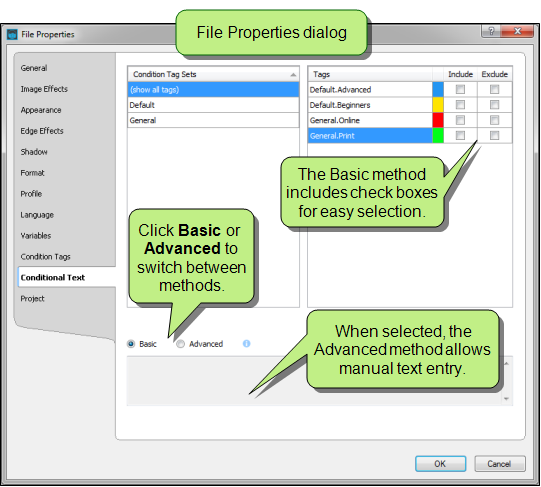 File Properties dialog
File Properties
General
Image Effects
Appearance
Edge Effects
Shadow
Format
Profile
Language
Variables
Condition Tags
Conditional Text
Project
Condition Tag Sets
(show all tags)
Default
General
Tags Include Exclude
Default.Advanced
Default.Beginners
General.Online
General.Print
The Basic method
includes check boxes
for easy selection.
Click Basic or
Advanced to
switch between
methods.
Basic Advanced
When selected, the
Advanced method allows
manual text entry.
OK Cancel